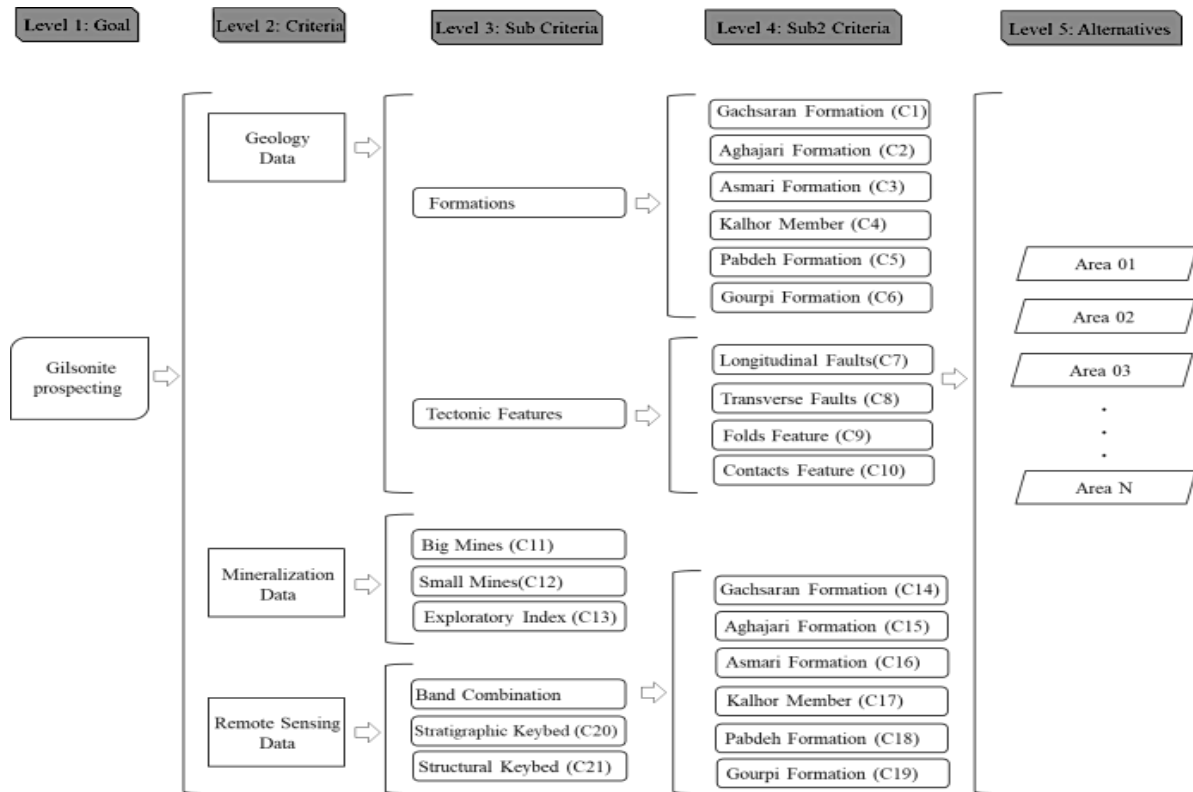 Level 1: Goal
Level 2: Criteria
Level 3: Sub Criteria
Level 4: Sub2 Criteria
Level 5: Alternatives
Gilsonite
prospecting
Geology
Data
Formations
Gachsaran Formation (C1)
Aghajari Formation (C2)
Asmari Formation (C3)
Kalhor Member (C4)
Pabdeh Formation (C5)
Gourpi Formation (C6)
Tectonic Features
Longitudinal Faults(C7)
Transverse Faults (C8)
Folds Feature (C9)
Contacts Feature (C10)
Mineralization
Data
Big Mines (C11)
Small Mines(C12)
Exploratory Index (C13)
Remote Sensing
Data
Band Combination
Stratigraphic Keybed (C20)
Structural Keybed (C21)
Gachsaran Formation (C14)
Aghajari Formation (C15)
Asmari Formation (C16)
Kalhor Member (C17)
Pabdeh Formation (C18)
Gourpi Formation (C19)
Area 01
Area 02
Area 03
.
.
.
Area N